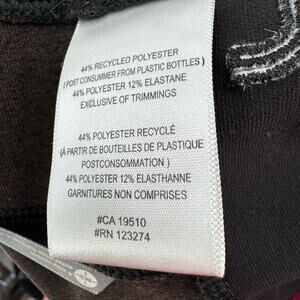 44% RECYCLED POLYESTER
(POST CONSUMMER FROM PLASTIC BOTTLES)
44% POLYESTER 12% ELASTANE
EXCLUSIVE OF TRIMMINGS
44% POLYESTER RECYCLÉ
(À PARTIR DE BOUTEILLES DE PLASTIQUE
POSTCONSOMMATION )
44% POLYESTER 12% ELASTHANNE
GARNITURES NON COMPRISES
#CA 19510
#RN 123274